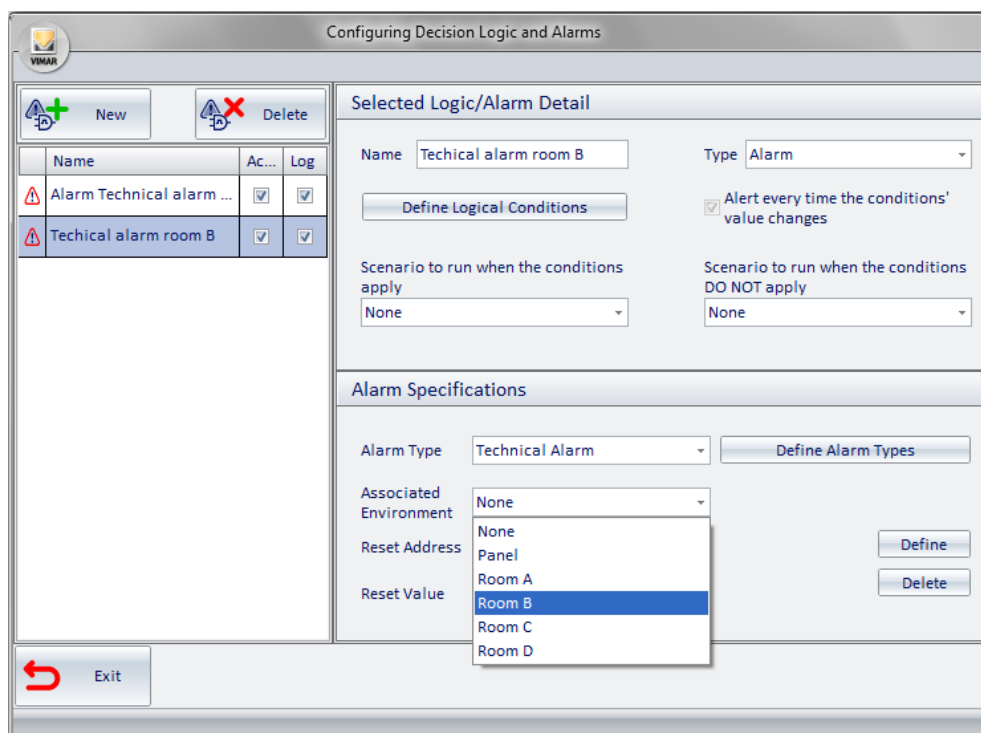 Configuring Decision Logic and Alarms
VIMAR
New
Delete
Name
Ac...
Log
Alarm Technical alarm ...
Techical alarm room B
Selected Logic/Alarm Detail
Name
Techical alarm room B
Type
Alarm
Define Logical Conditions
Alert every time the conditions'
value changes
Scenario to run when the conditions
apply
None
Scenario to run when the conditions
DO NOT apply
None
Alarm Specifications
Alarm Type
Technical Alarm
Define Alarm Types
Associated
Environment
None
None
Panel
Room A
Room B
Room C
Room D
Reset Address
Define
Reset Value
Delete
Exit